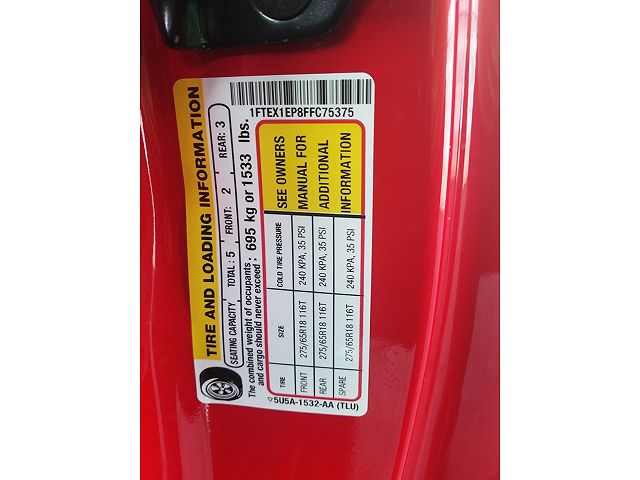 1FTEX1EP8FFC75375
TIRE AND LOADING INFORMATION
SEATING CAPACITY TOTAL: 5 FRONT: 2 REAR: 3
The combined weight of occupants
and cargo should never exceed: 695 kg or 1533 lbs.
TIRE SIZE COLD TIRE PRESSURE
FRONT 275/65R18 116T 240 KPA, 35 PSI
REAR 275/65R18 116T 240 KPA, 35 PSI
SPARE 275/65R18 116T 240 KPA, 35 PSI
SEE OWNERS
MANUAL FOR
ADDITIONAL
INFORMATION
▽5U5A-1532-AA (TLU)